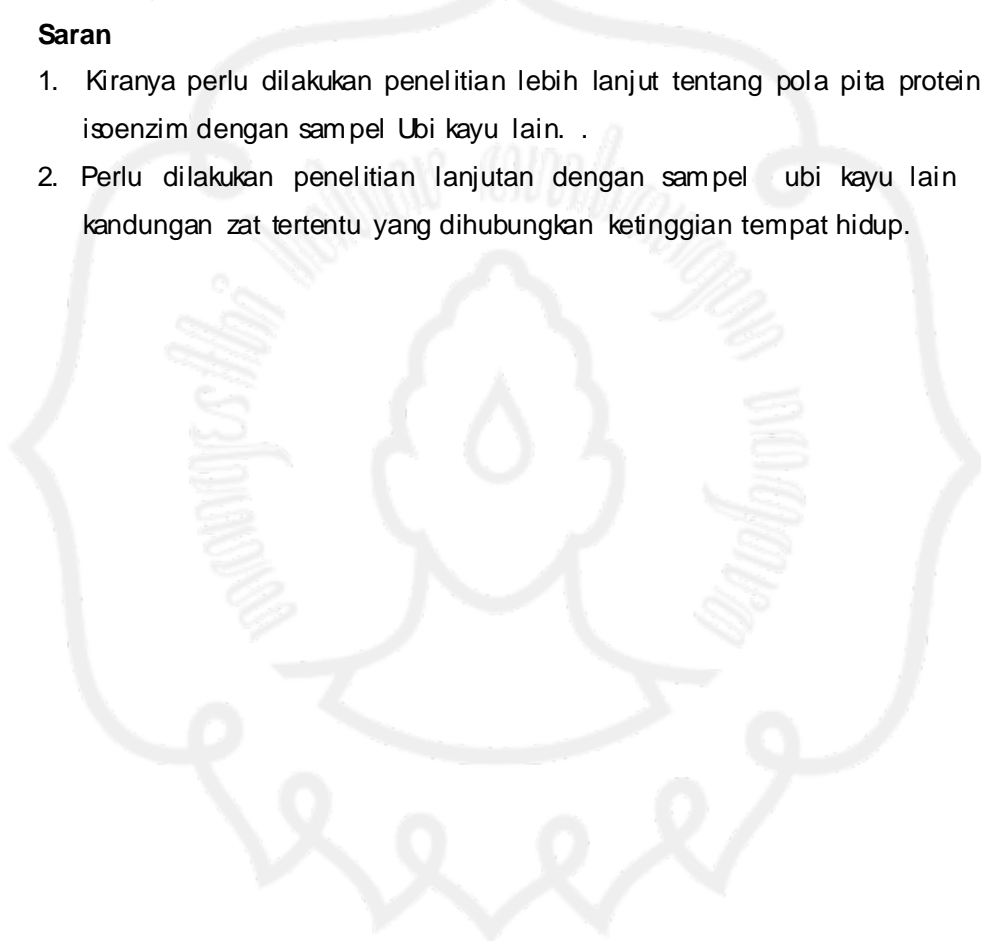 Saran
1. Kiranya perlu dilakukan penelitian lebih lanjut tentang pola pita protein
isoenzim dengan sampel Ubi kayu lain. .
2. Perlu dilakukan penelitian lanjutan dengan sampel ubi kayu lain
kandungan zat tertentu yang dihubungkan ketinggian tempat hidup.